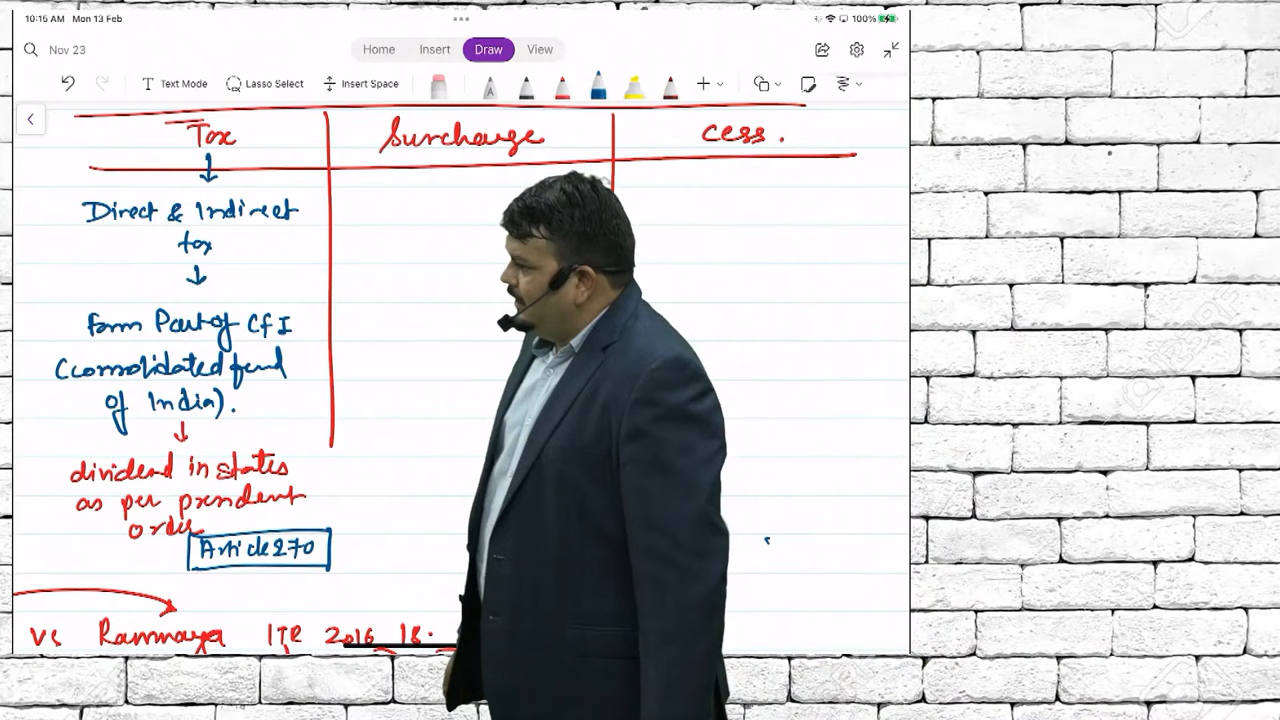 10:15 AM Mon 13 Feb
100%
Nov 23
Home Insert Draw View
Text Mode Lasso Select Insert Space
Tax Surcharge Cess.
Direct & Indirect
tax
Form Part of CFI
(Consolidated fund
of India).
dividend in states
as per president
order
Article 270
VS Rammaya ITR 2016 18.